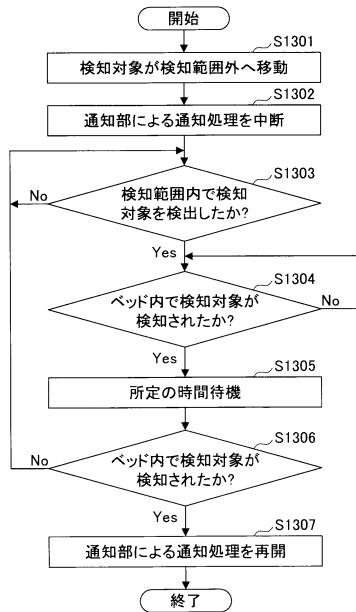 開始
S1301
検知対象が検知範囲外へ移動
S1302
通知部による通知処理を中断
S1303
検知範囲内で検知
対象を検出したか?
No
Yes
S1304
ベッド内で検知対象が
検知されたか?
No
Yes
S1305
所定の時間待機
S1306
ベッド内で検知対象が
検知されたか?
No
Yes
S1307
通知部による通知処理を再開
終了